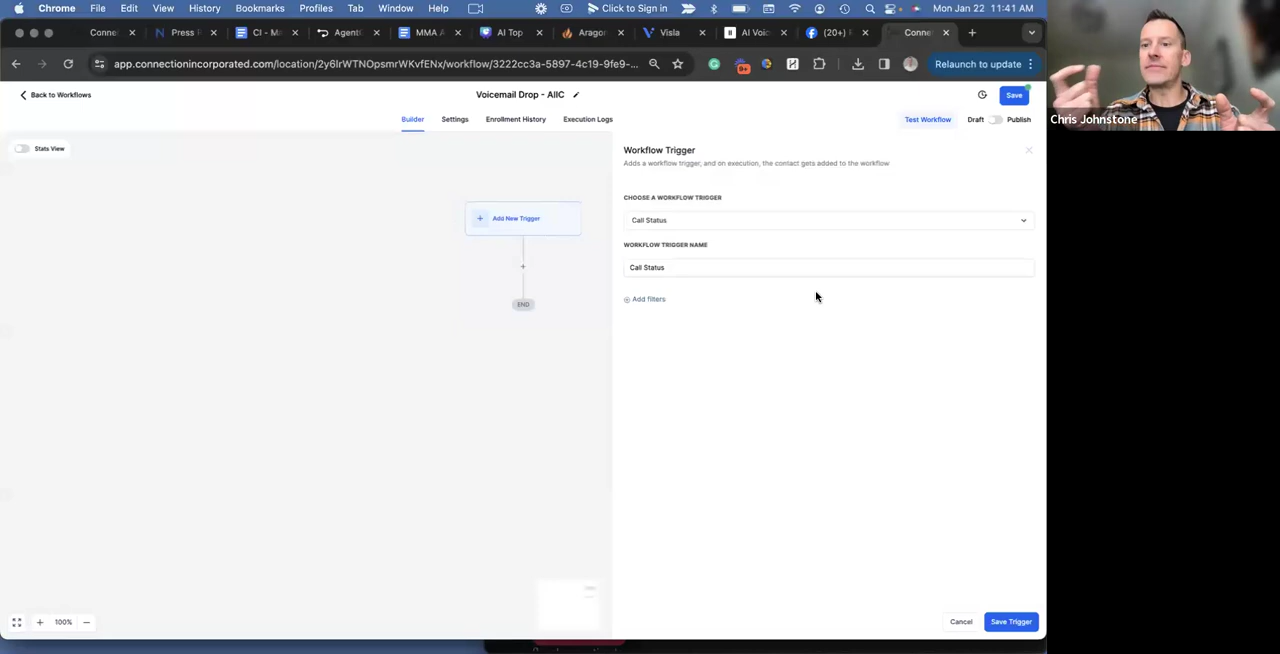 Chrome File Edit View History Bookmarks Profiles Tab Window Help Click to Sign in Mon Jan 22 11:41 AM
Conne Press CI - M Agenti MMA A AI Top Aragon Visla AI Voic (20+) F Conne
app.connectionincorporated.com/location/2y6IrWTNOpsmrWKvfENx/workflow/3222cc3a-5897-4c19-9fe9-... Relaunch to update
Chris Johnstone
Back to Workflows Voicemail Drop - AIIC Save
Builder Settings Enrollment History Execution Logs Test Workflow Draft Publish
Stats View
Workflow Trigger
Adds a workflow trigger, and on execution, the contact gets added to the workflow
CHOOSE A WORKFLOW TRIGGER
Call Status
WORKFLOW TRIGGER NAME
Call Status
Add filters
Add New Trigger
END
100%
Cancel Save Trigger